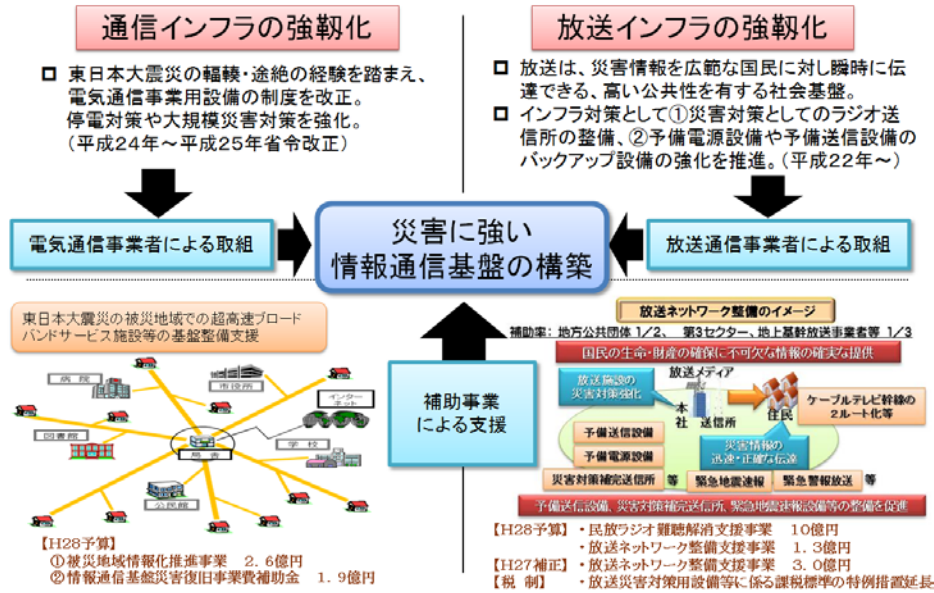 通信インフラの強靱化
東日本大震災の輻輳・途絶の経験を踏まえ、
電気通信事業用設備の制度を改正。
停電対策や大規模災害対策を強化。
（平成24年～平成25年省令改正）
電気通信事業者による取組
放送インフラの強靱化
放送は、災害情報を広範な国民に対し瞬時に伝
達できる、高い公共性を有する社会基盤。
インフラ対策として①災害対策としてのラジオ送
信所の整備、②予備電源設備や予備送信設備の
バックアップ設備の強化を推進。（平成22年～）
放送通信事業者による取組
災害に強い
情報通信基盤の構築
東日本大震災の被災地域での超高速ブロード
バンドサービス施設等の基盤整備支援
病院
市役所
インター
ネット
図書館
局舎
学校
公民館
【H28予算】
①被災地域情報化推進事業 2.6億円
②情報通信基盤災害復旧事業費補助金 1.9億円
補助事業
による支援
放送ネットワーク整備のイメージ
補助率：地方公共団体 1／2、 第3セクター、地上基幹放送事業者等 1／3
国民の生命・財産の確保に不可欠な情報の確実な提供
放送施設の
災害対策強化
放送メディア
本社
送信所
住民
ケーブルテレビ幹線の
2ルート化等
予備送信設備
予備電源設備
災害対策補完送信所 等
災害情報の
迅速・正確な伝達
緊急地震速報
緊急警報放送 等
予備送信設備、災害対策補完送信所、緊急地震速報設備等の整備を促進
【H28予算】・民放ラジオ難聴解消支援事業 10億円
・放送ネットワーク整備支援事業 1.3億円
【H27補正】・放送ネットワーク整備支援事業 3.0億円
【税 制】 ・放送災害対策用設備等に係る課税標準の特例措置延長